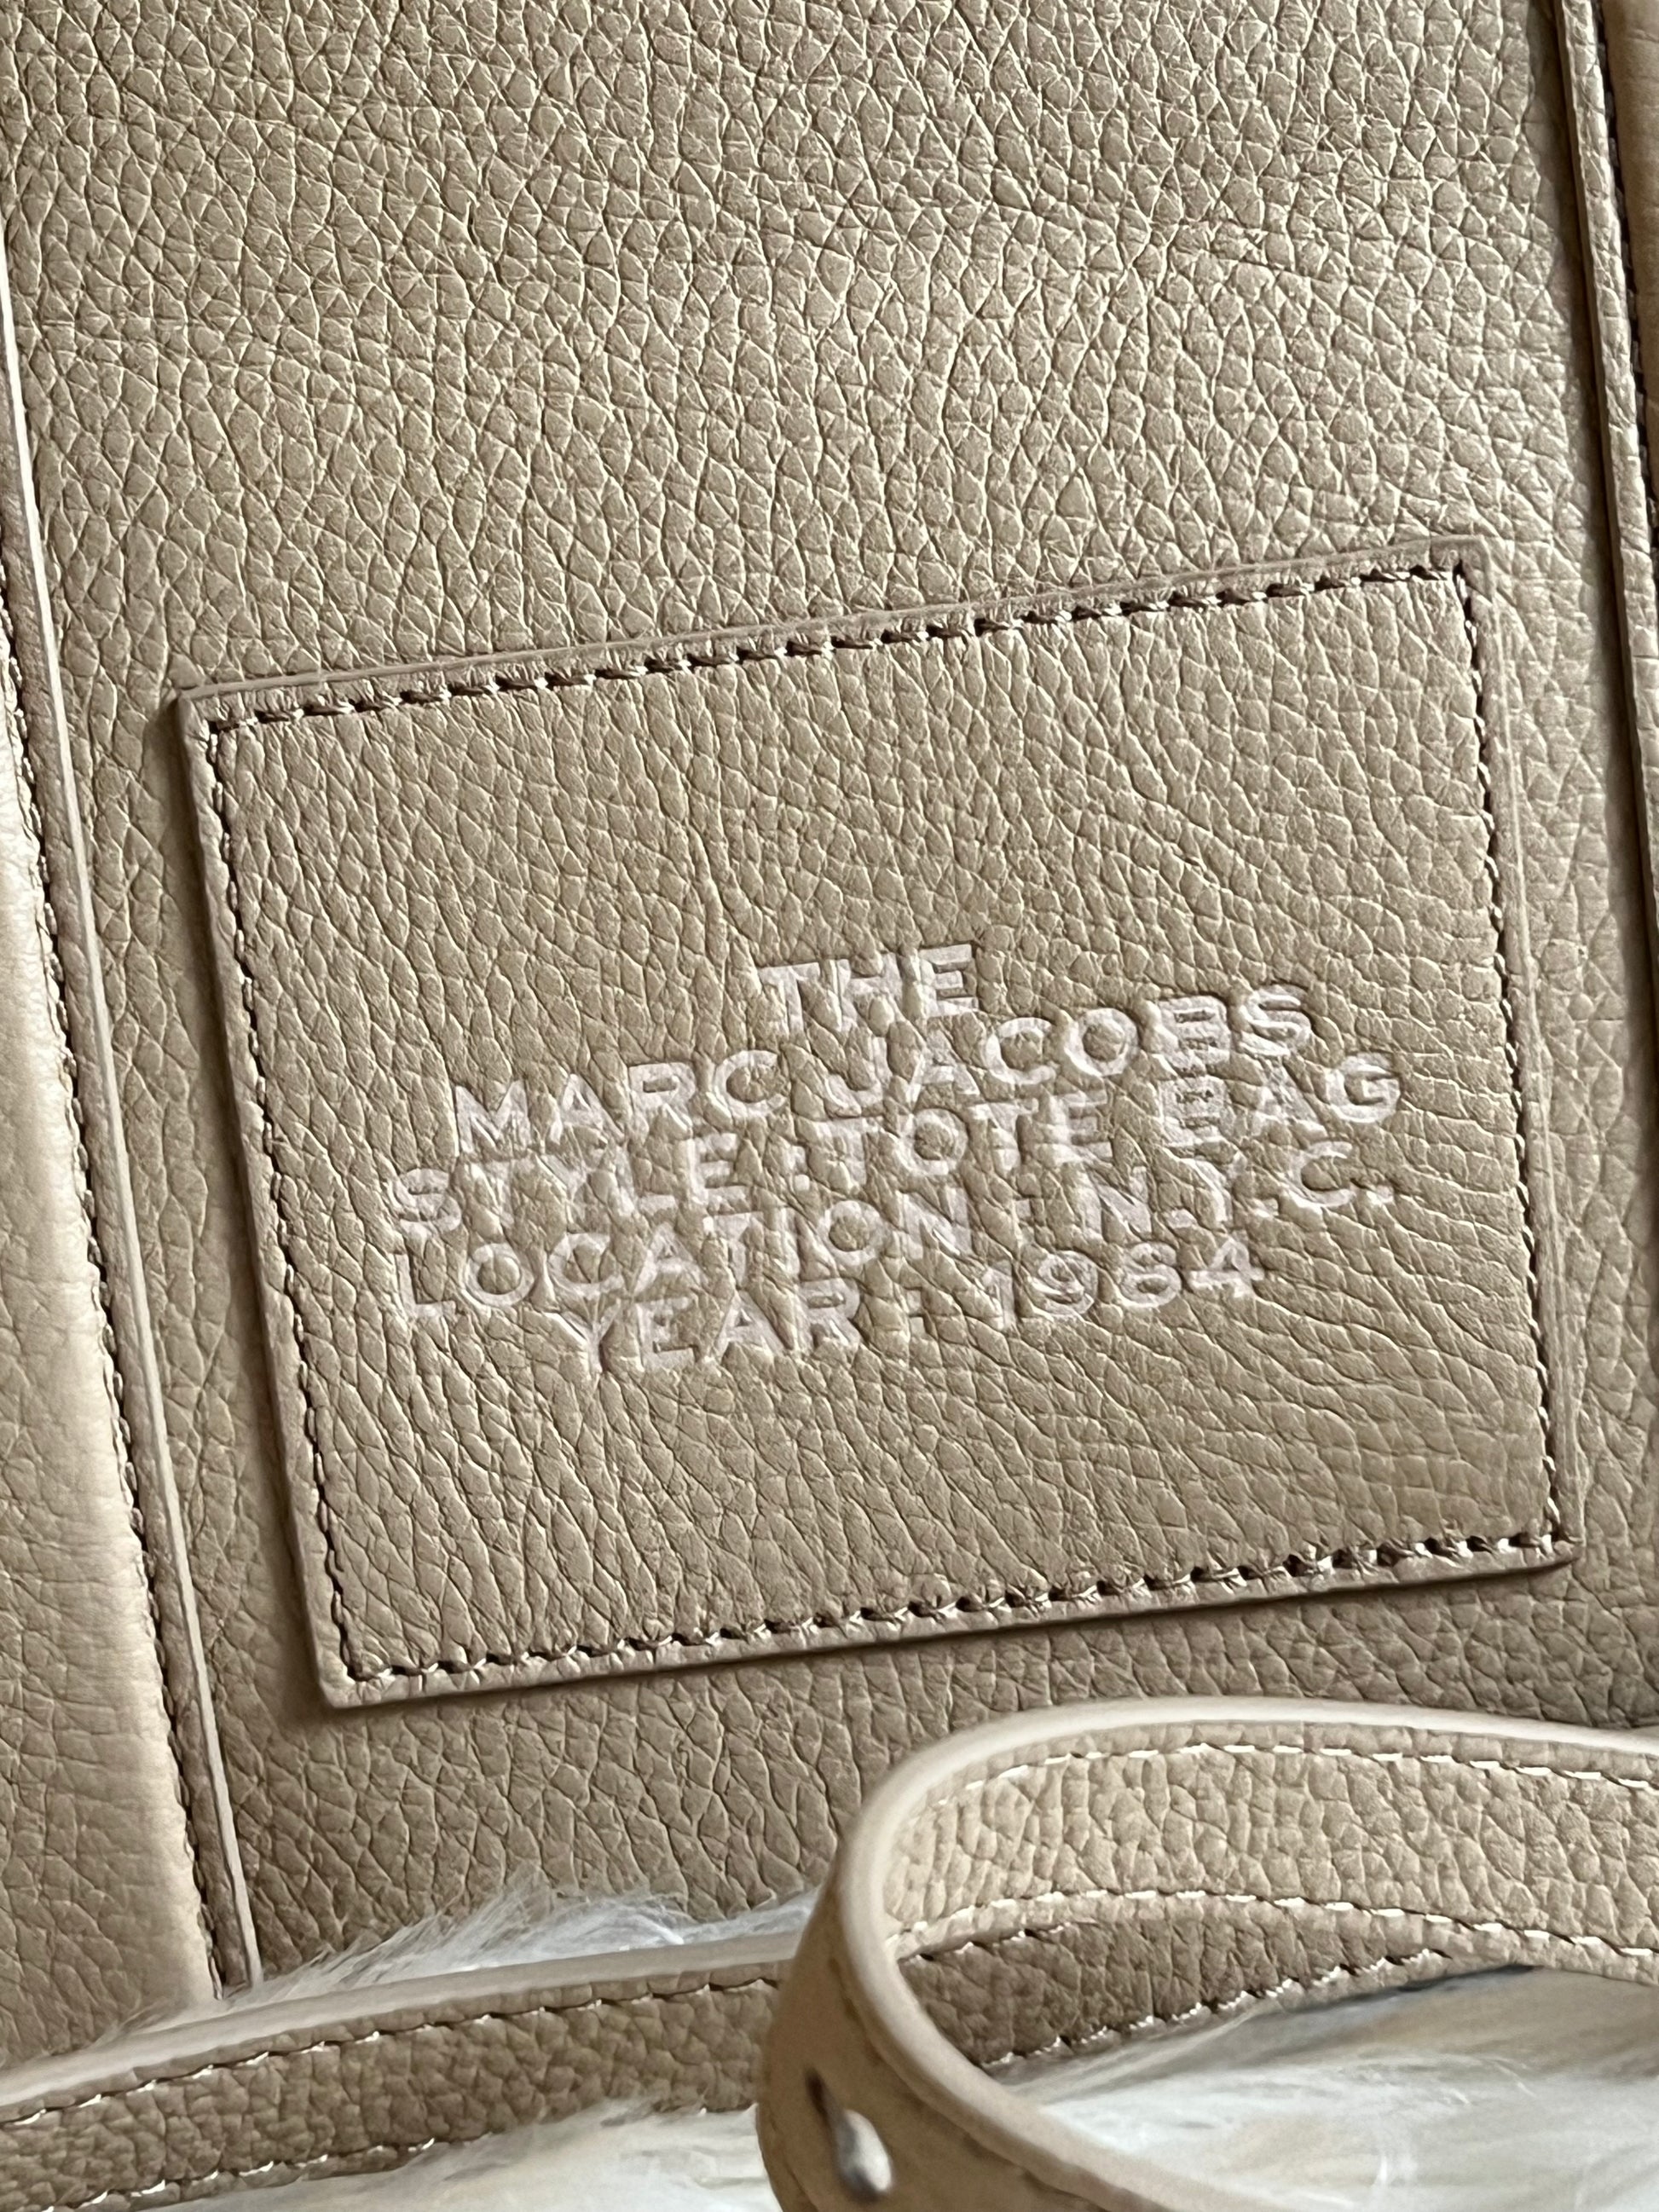 THE
MARC JACOBS
STYLE : TOTE BAG
LOCATION : N.Y.C.
YEAR : 1984